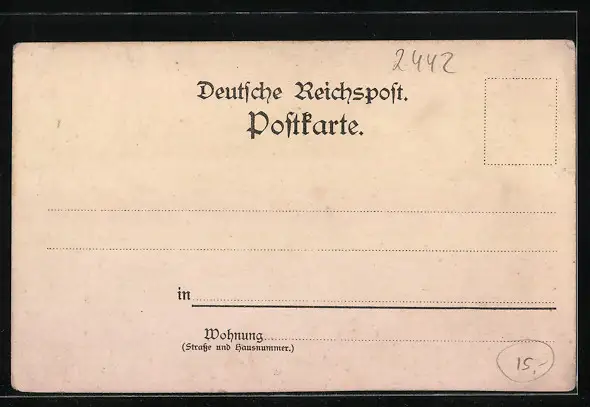 2442
Deutſche Reichspoſt.
Poſtkarte.
in
Wohnung
(Straße und Hausnummer.)
15,-